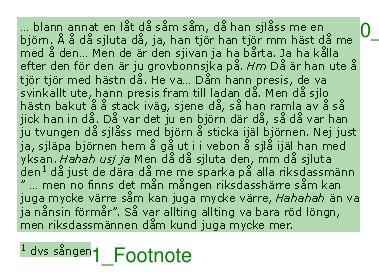 … blann annat en låt då såm såm, då han sjlåss me en
björn, Å å då sjluta då, ja, han tjör han tjör mm häst då me
me å den… Men de är den sjivan ja ha bårta. Ja ha kålla
efter den för den är ju grovbonnsjka på. Hm Då är han ute å
tjör tjör med hästn då. He va… Dåm hann presis, de va
svinkallt ute, hann presis fram till ladan då. Men då sjlo
hästn bakut å å stack iväg, sjene då, så han ramla av å så
jick han in då. Då var det ju en björn där då, så då var han
ju tvungen då sjlåss med björn å sticka ijäl björnen. Nej just
ja, sjläpa björnen hem å gå ut i i vebon å sjlå ijäl han med
yksan. Hahah usj ja Men då då sjluta den, mm då sjluta
den¹ då just de dära då me me sparka på alla riksdassmänn
” … men no finns det mån mången riksdasshärre såm kan
juga mycke värre såm kan juga mycke värre, Hahahah än va
ja nånsin förmår”. Så var allting allting va bara röd löngn,
men riksdassmännen dåm kund juga mycke mer.
0_
¹ dvs sången
1_Footnote